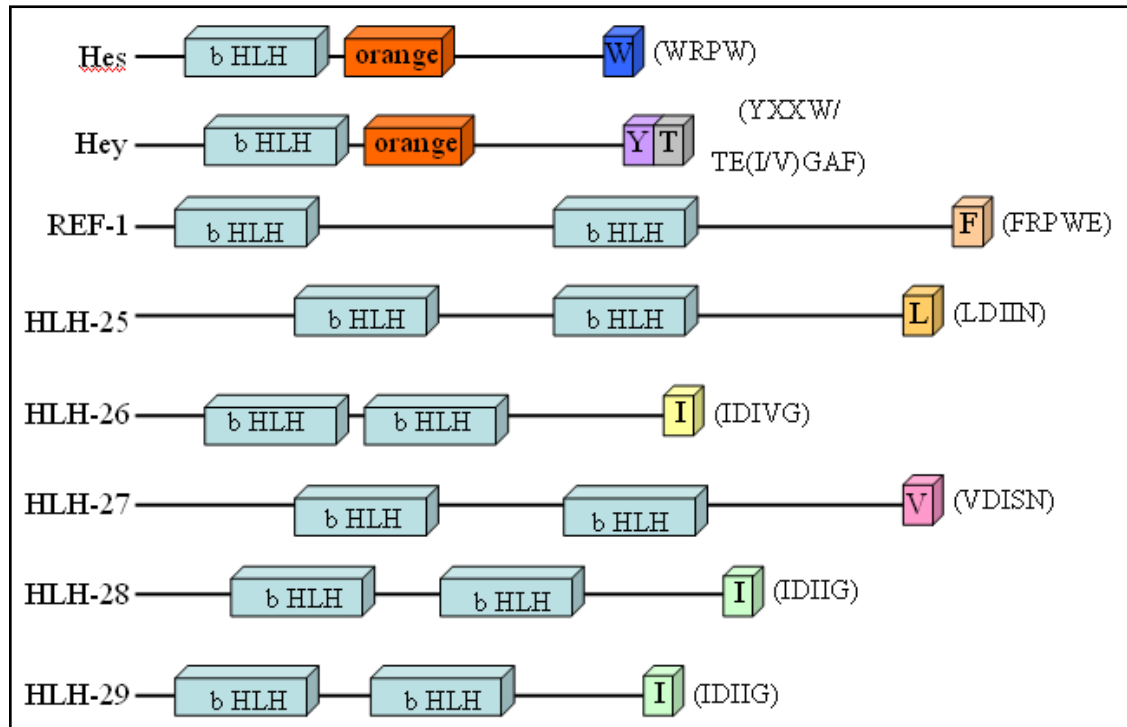 Hes b HLH orange W (WRPW)
Hey b HLH orange Y T (YXXW/
TE(I/V)GAF)
REF-1 b HLH b HLH F (FRPWE)
HLH-25 b HLH b HLH L (LDIIN)
HLH-26 b HLH b HLH I (IDIVG)
HLH-27 b HLH b HLH V (VDISN)
HLH-28 b HLH b HLH I (IDIIG)
HLH-29 b HLH b HLH I (IDIIG)